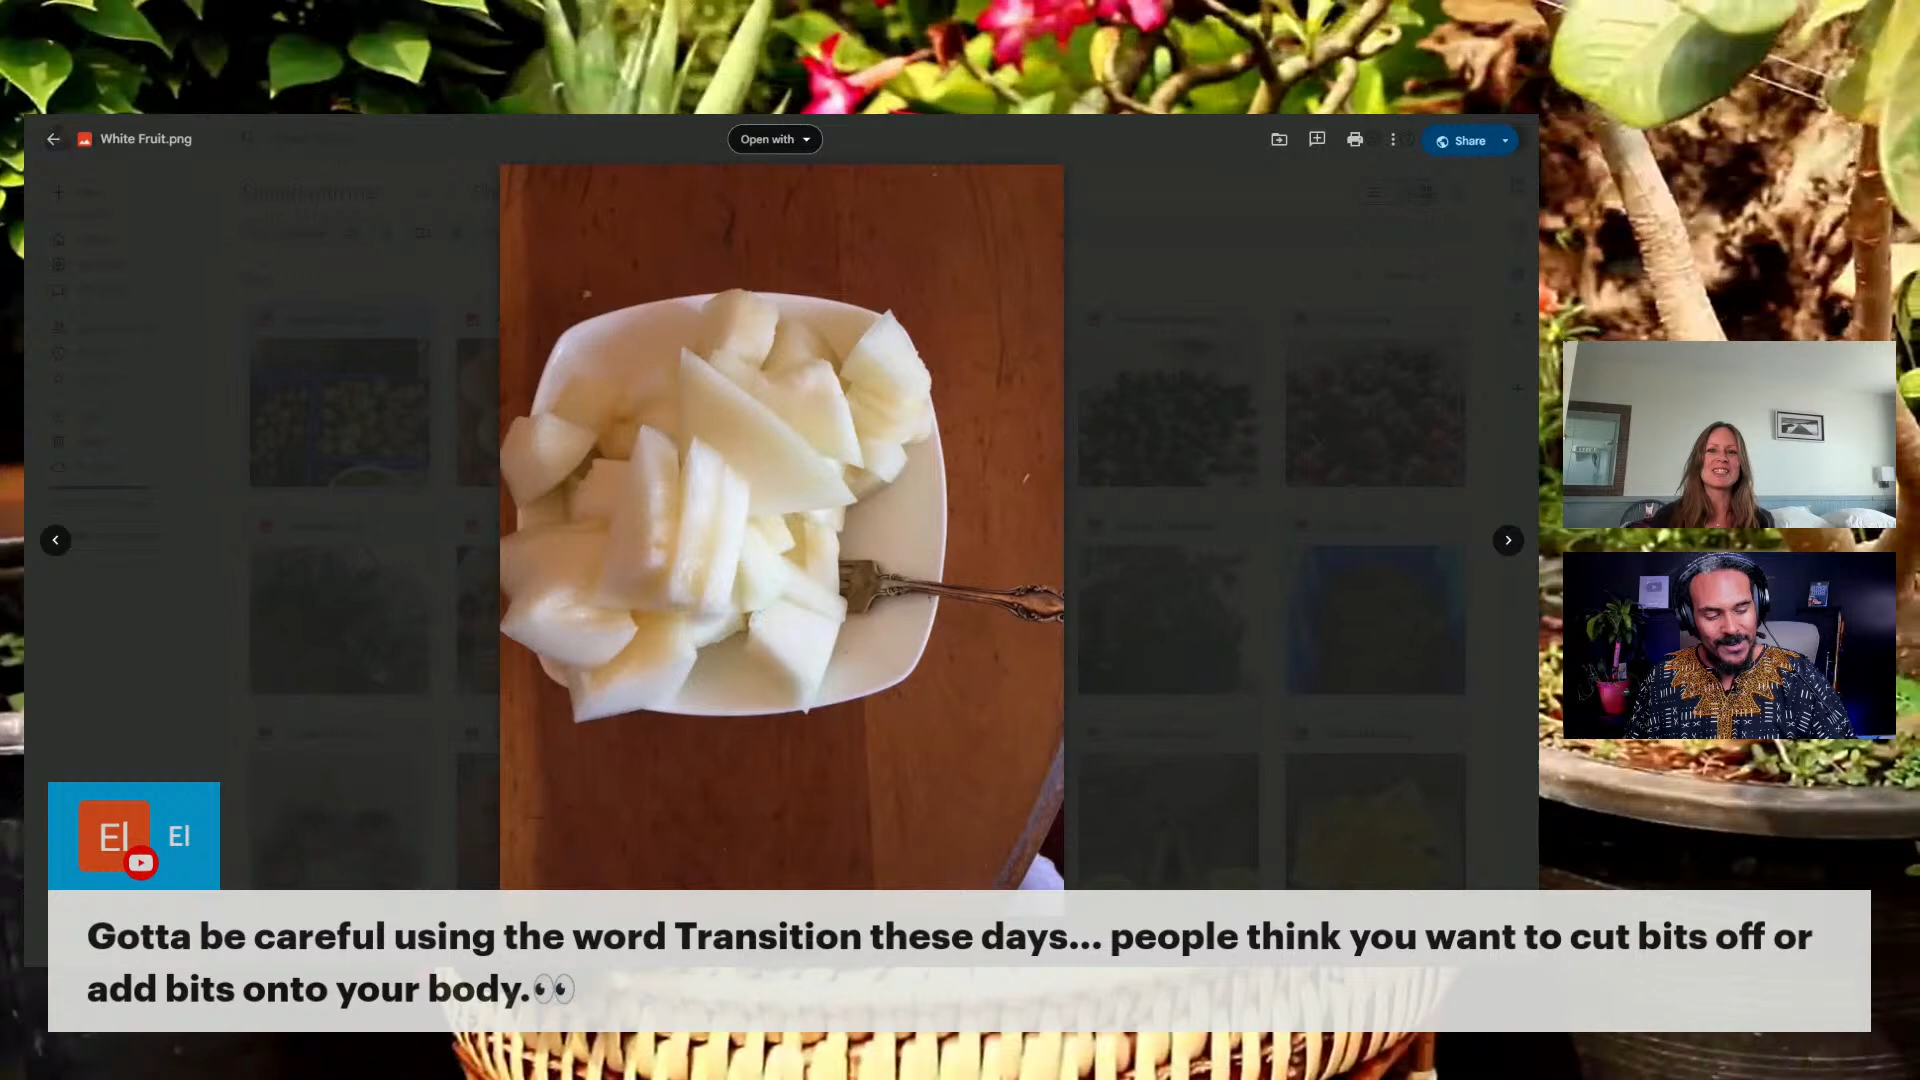 White Fruit.png
Open with
Share
El
El
Gotta be careful using the word Transition these days... people think you want to cut bits off or
add bits onto your body.👀